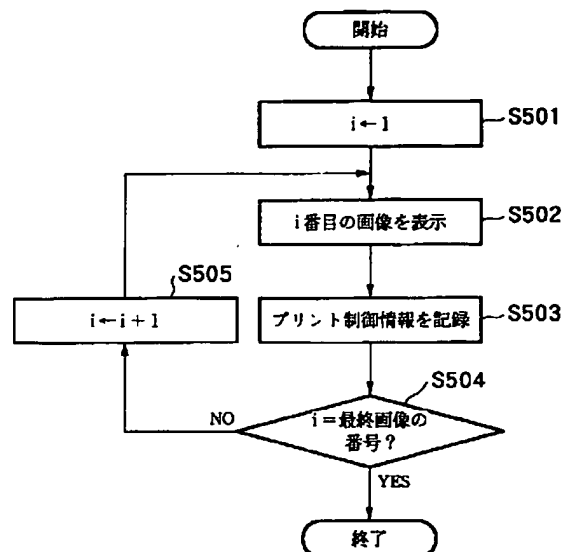 開始
i←1
S501
i番目の画像を表示
S502
S505
i←i+1
プリント制御情報を記録
S503
S504
NO
i=最終画像の
番号?
YES
終了